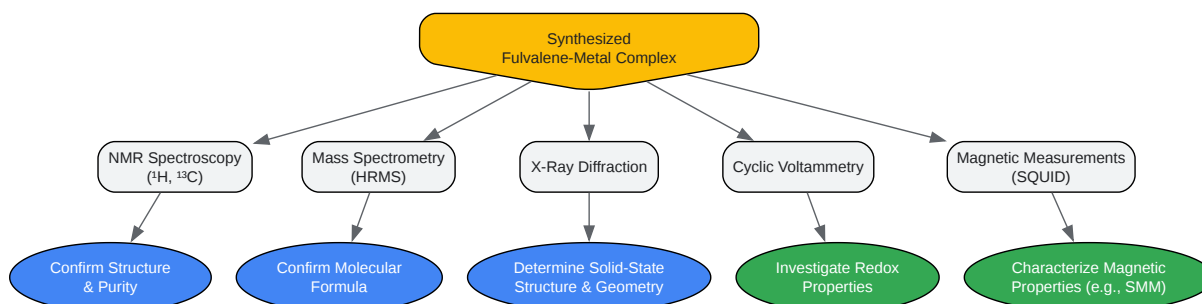 Synthesized
Fulvalene-Metal Complex
NMR Spectroscopy
(¹H, ¹³C)
Mass Spectrometry
(HRMS)
X-Ray Diffraction
Cyclic Voltammetry
Magnetic Measurements
(SQUID)
Confirm Structure
& Purity
Confirm Molecular
Formula
Determine Solid-State
Structure & Geometry
Investigate Redox
Properties
Characterize Magnetic
Properties (e.g., SMM)